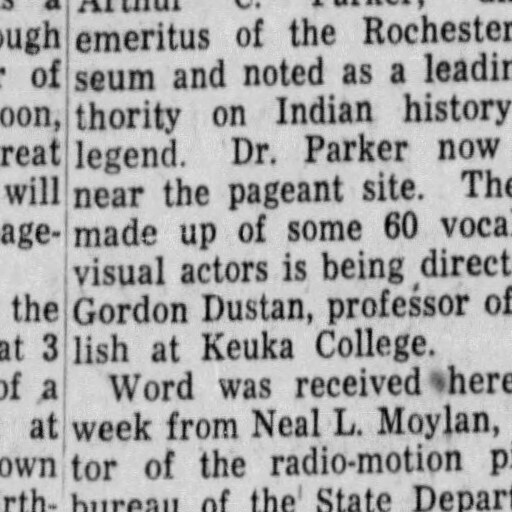 ough
of
oon,
reat
will
age-
the
at 3
of a
at
own
rth-
Arthur C. Parker,
emeritus of the Rochester
seum and noted as a leadin
thority on Indian history
legend. Dr. Parker now
near the pageant site. The
made up of some 60 voca
visual actors is being direct
Gordon Dustan, professor of
lish at Keuka College.
Word was received here
week from Neal L. Moylan,
tor of the radio-motion pi
bureau of the State Depart